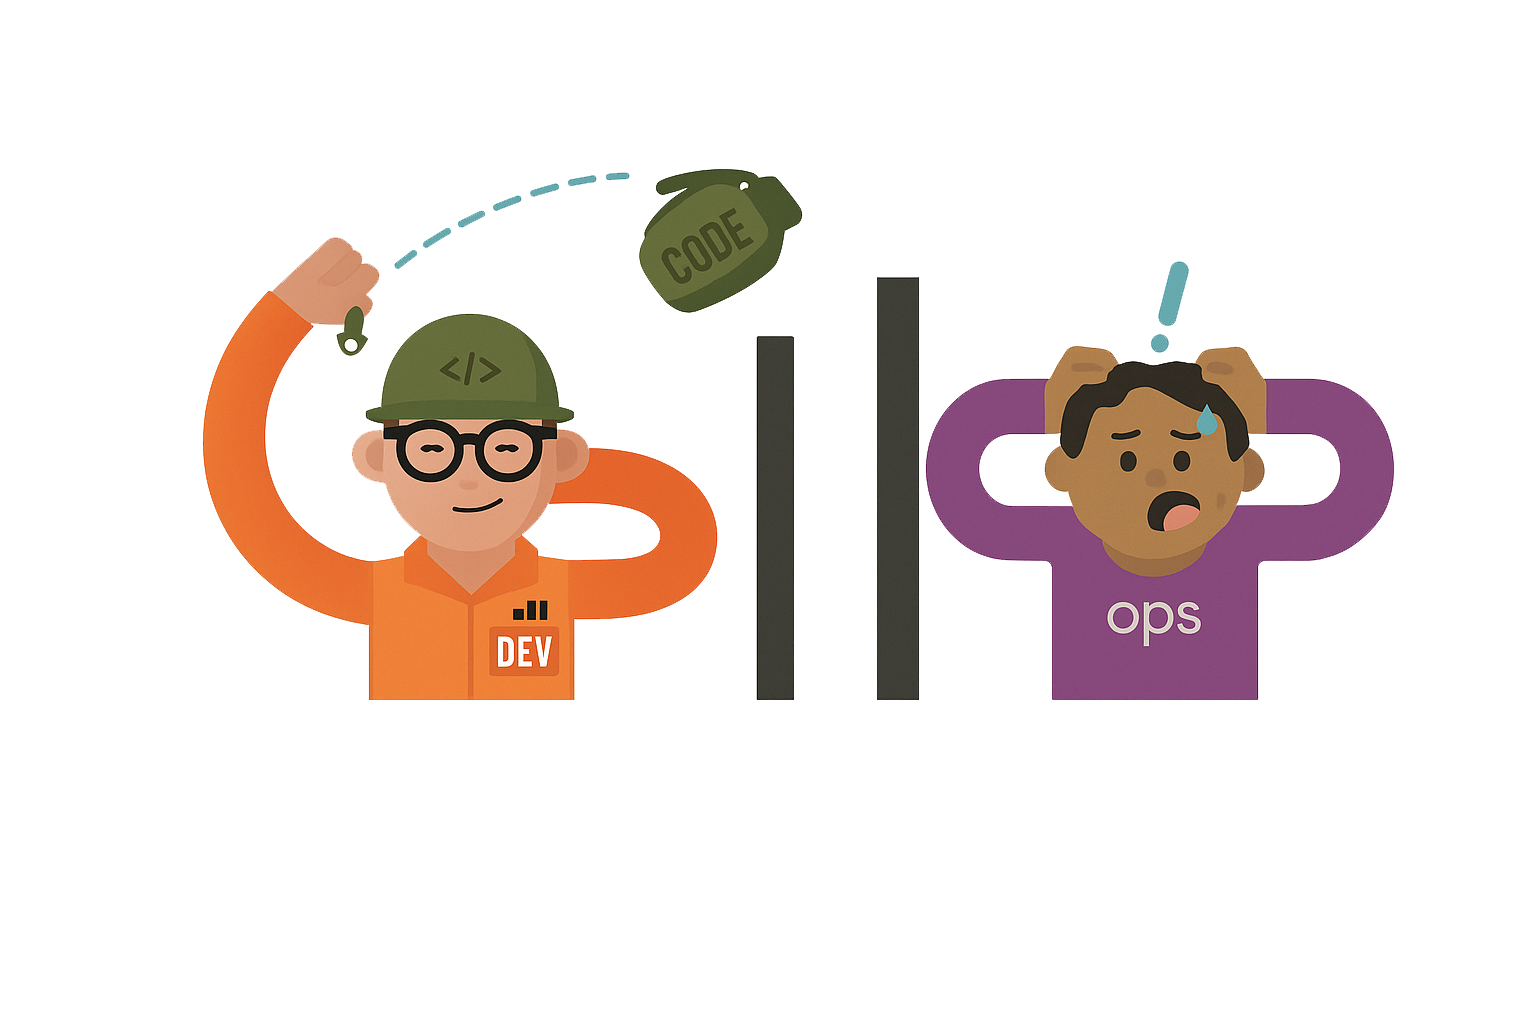 CODE
</>
DEV
ops